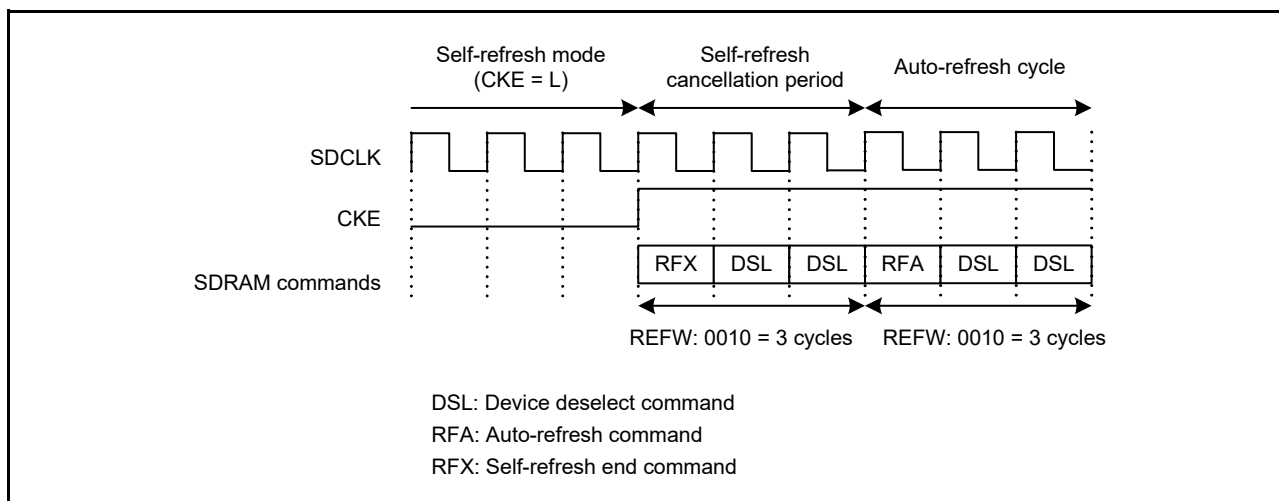 Self-refresh mode
(CKE = L)
Self-refresh
cancellation period
Auto-refresh cycle
SDCLK
CKE
SDRAM commands
RFX DSL DSL RFA DSL DSL
REFW: 0010 = 3 cycles REFW: 0010 = 3 cycles
DSL: Device deselect command
RFA: Auto-refresh command
RFX: Self-refresh end command